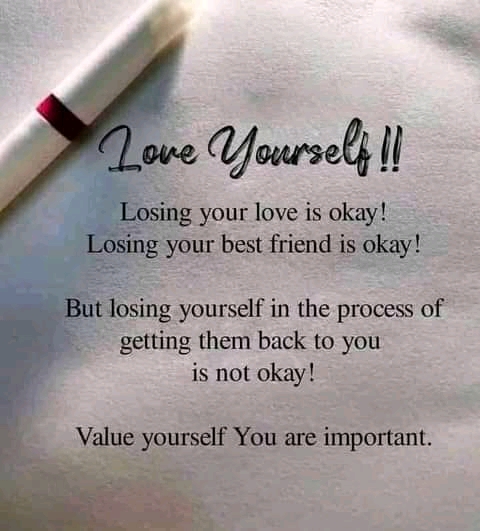 Love Yourself !!
Losing your love is okay!
Losing your best friend is okay!
But losing yourself in the process of
getting them back to you
is not okay!
Value yourself You are important.